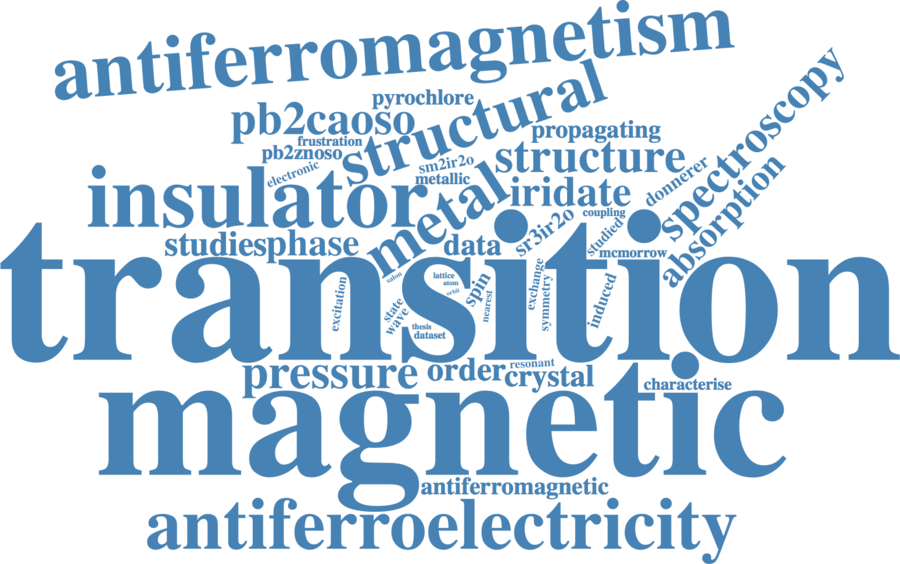 antiferromagnetism
pyrochlore
pb2caoso
structural
spectroscopy
propagating
frustration
pb2znoso
structure
electronic
sm2ir2o
metallic
insulator
metal
iridate
donnerer
absorption
coupling
sr3ir2o
studied
studiesphase
data
mcmorrow
transition
salon
lattice
atom
orbit
spin
nearest
exchange
symmetry
induced
excitation
state
wave
thesis
dataset
pressure
order
resonant
crystal
characterise
magnetic
antiferromagnetic
antiferroelectricity